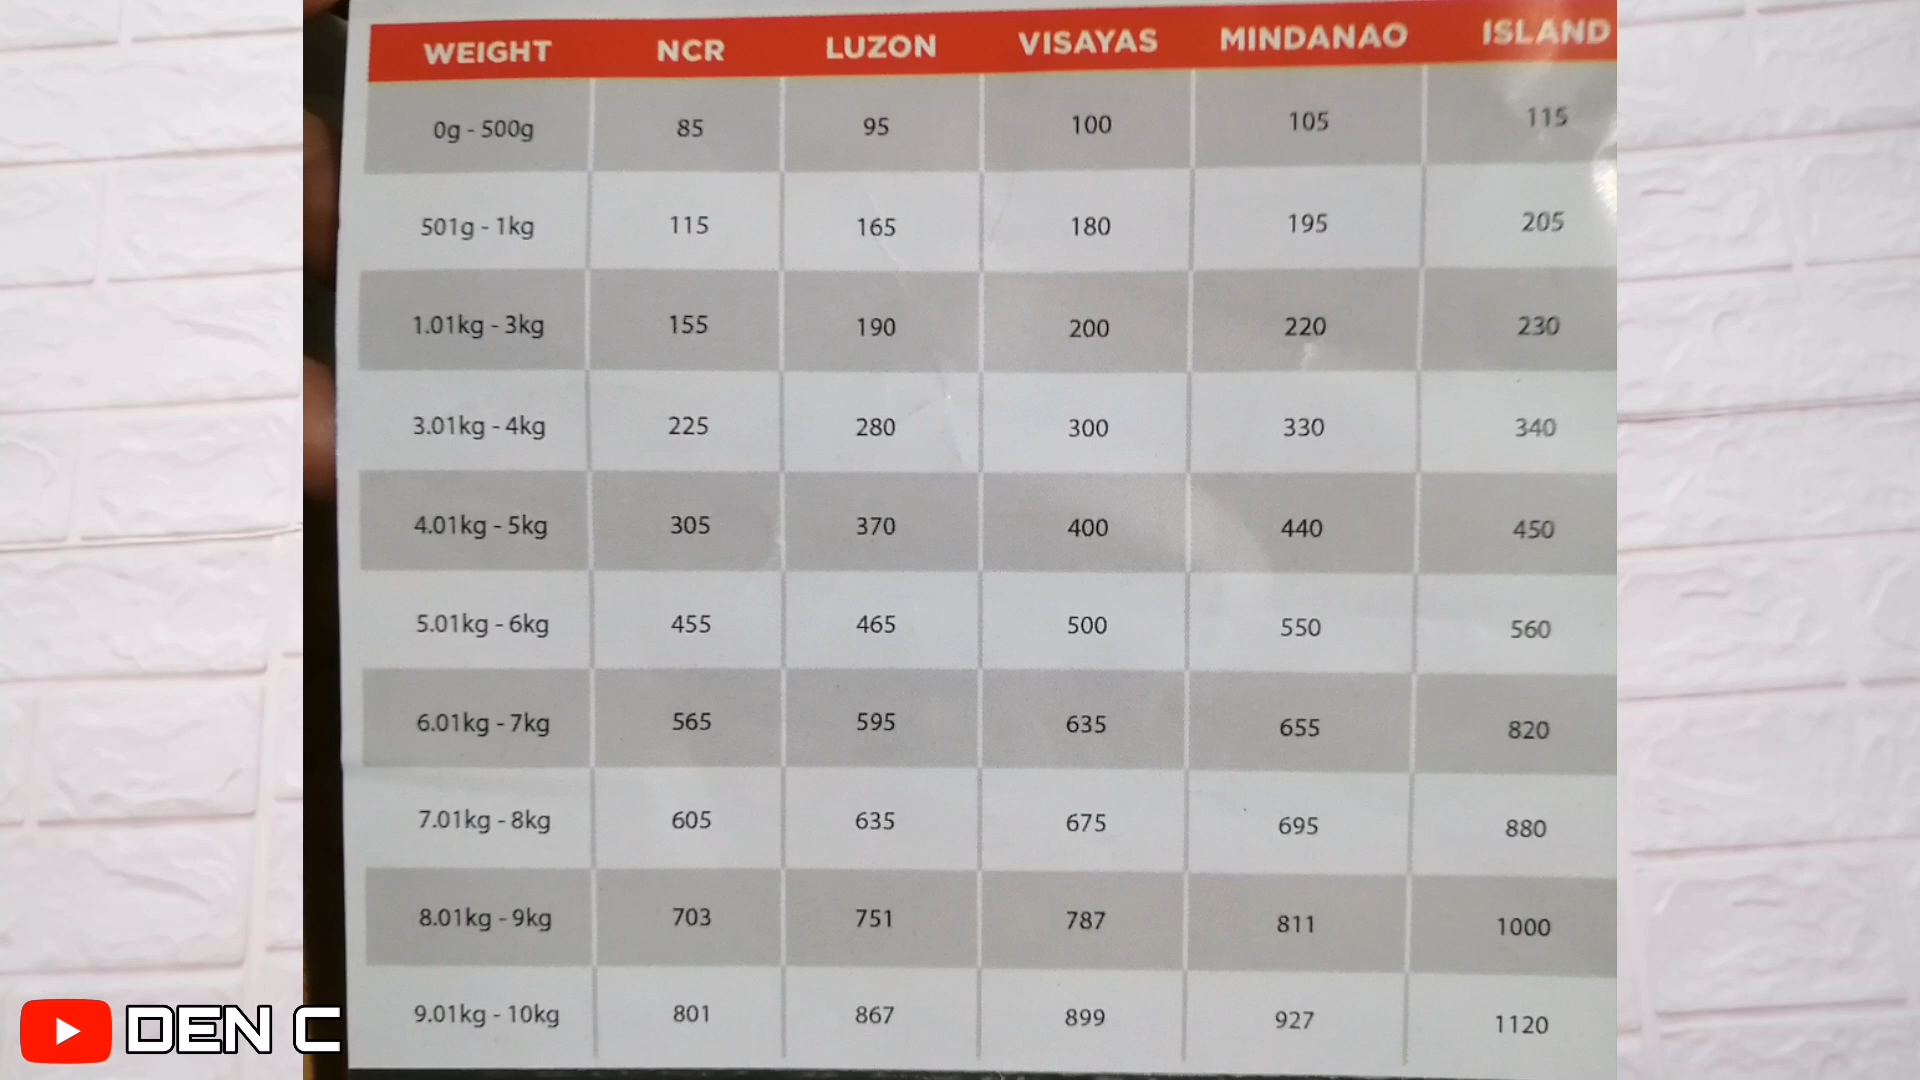 WEIGHT NCR LUZON VISAYAS MINDANAO ISLAND
0g - 500g 85 95 100 105 115
501g - 1kg 115 165 180 195 205
1.01kg - 3kg 155 190 200 220 230
3.01kg - 4kg 225 280 300 330 340
4.01kg - 5kg 305 370 400 440 450
5.01kg - 6kg 455 465 500 550 560
6.01kg - 7kg 565 595 635 655 820
7.01kg - 8kg 605 635 675 695 880
8.01kg - 9kg 703 751 787 811 1000
9.01kg - 10kg 801 867 899 927 1120
DEN C